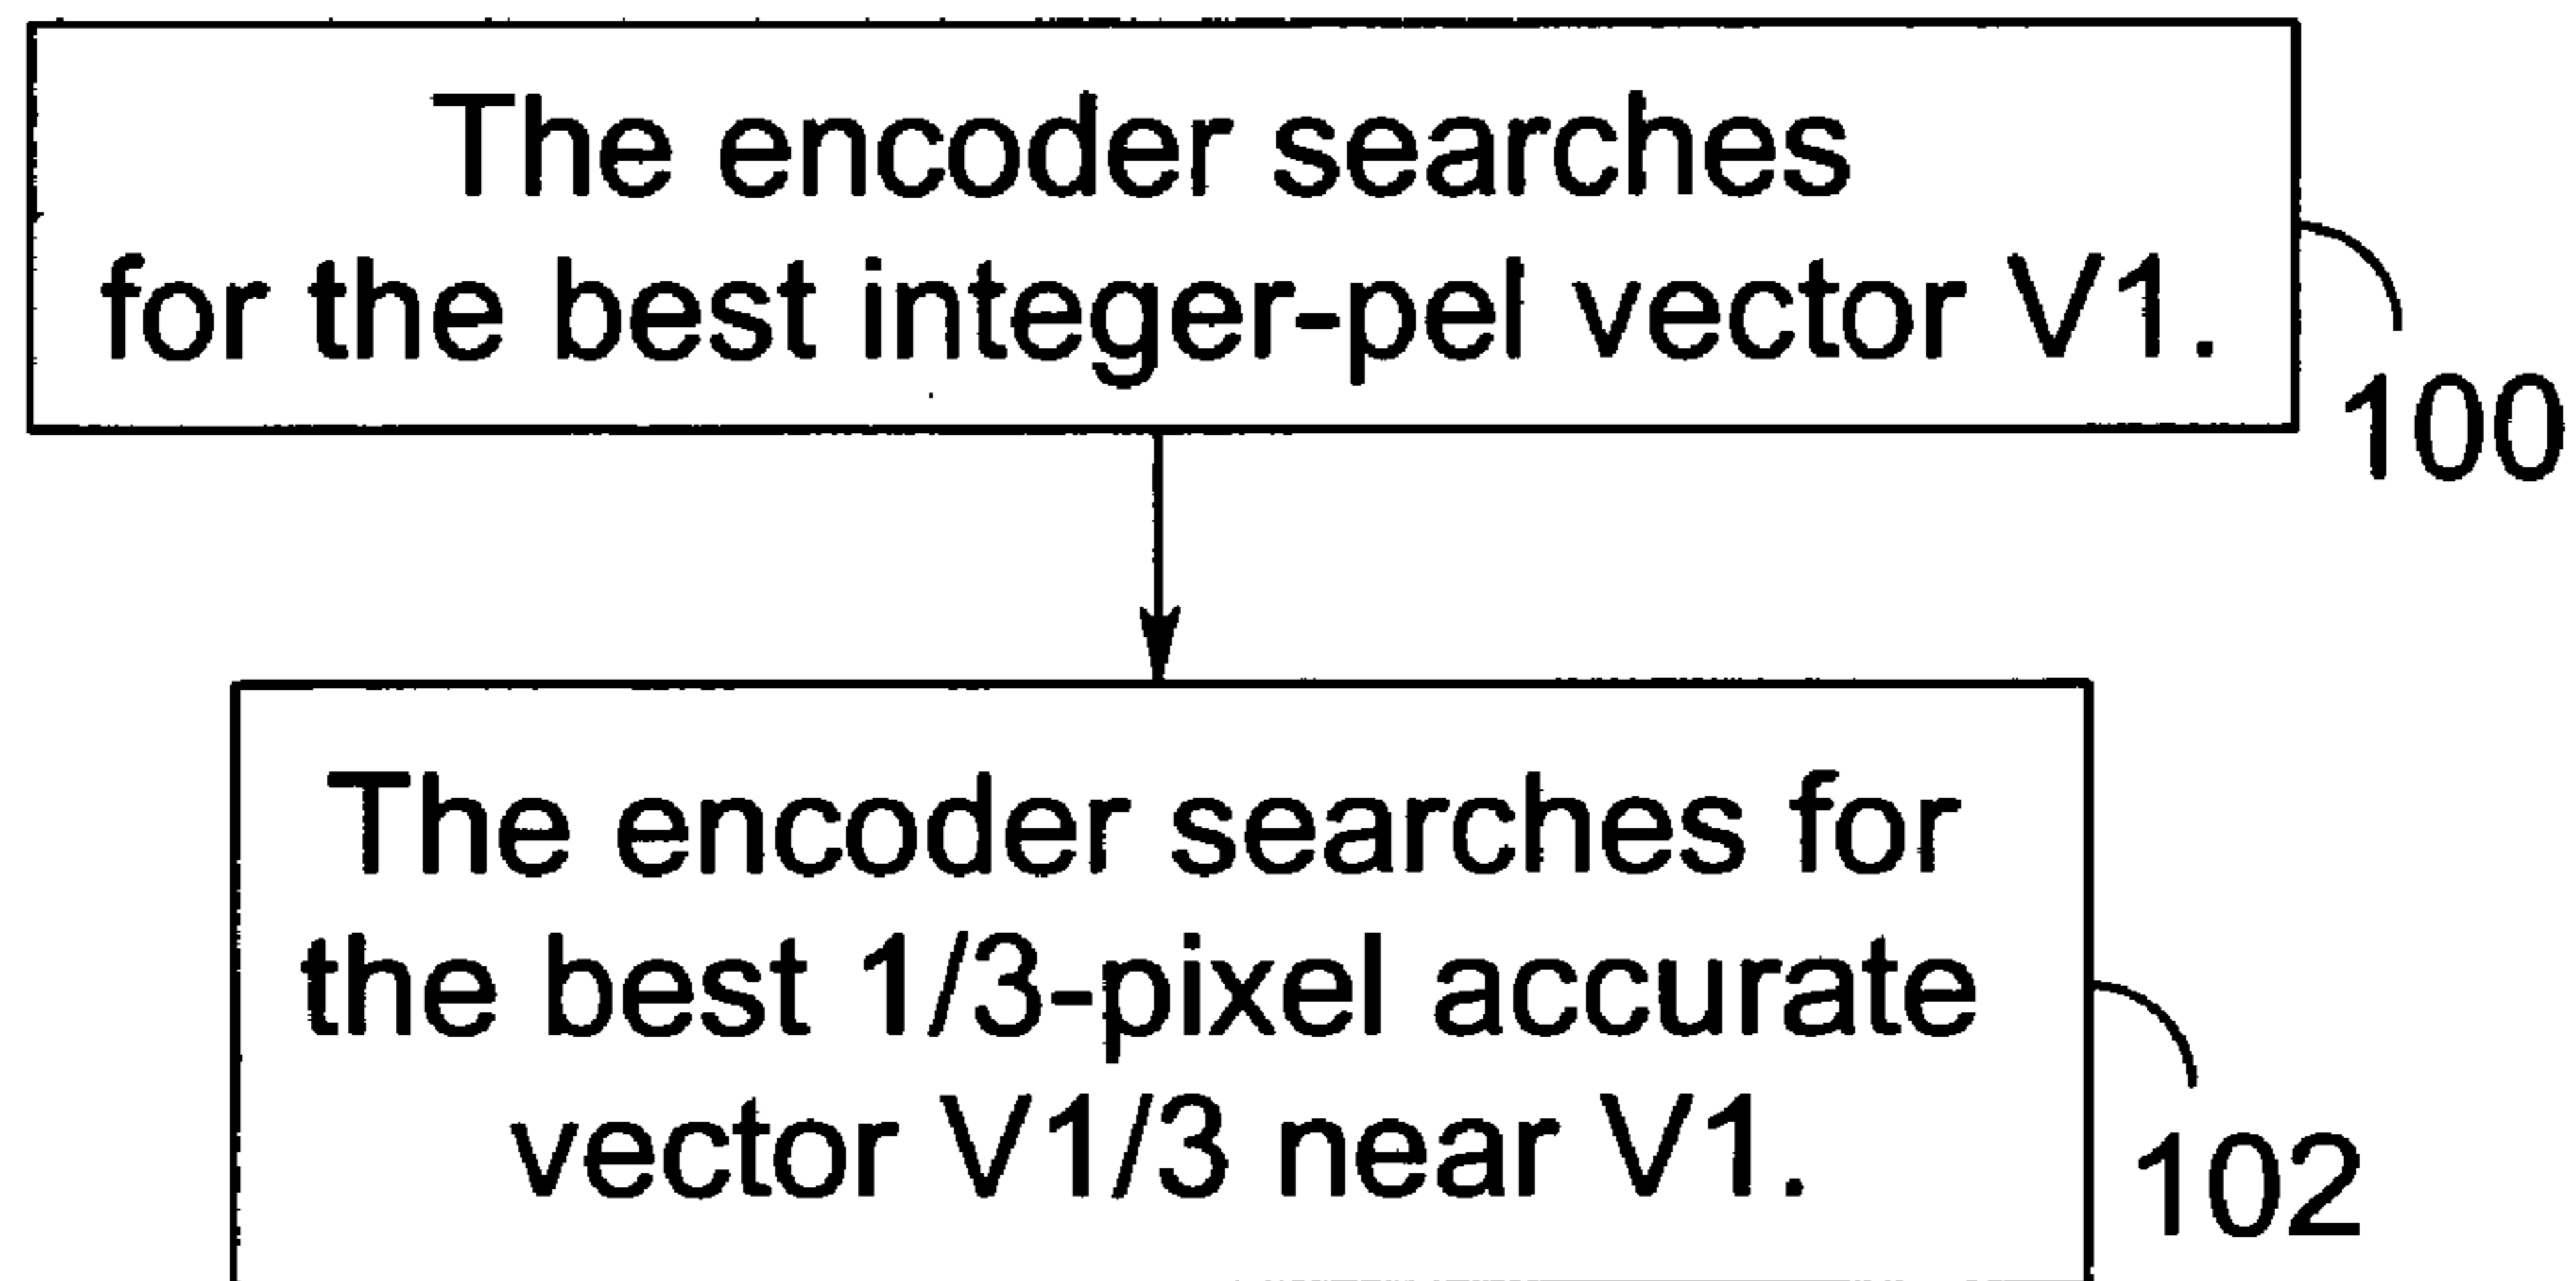 The encoder searches
for the best integer-pel vector V1.
100
The encoder searches for
the best 1/3-pixel accurate
vector V1/3 near V1.
102